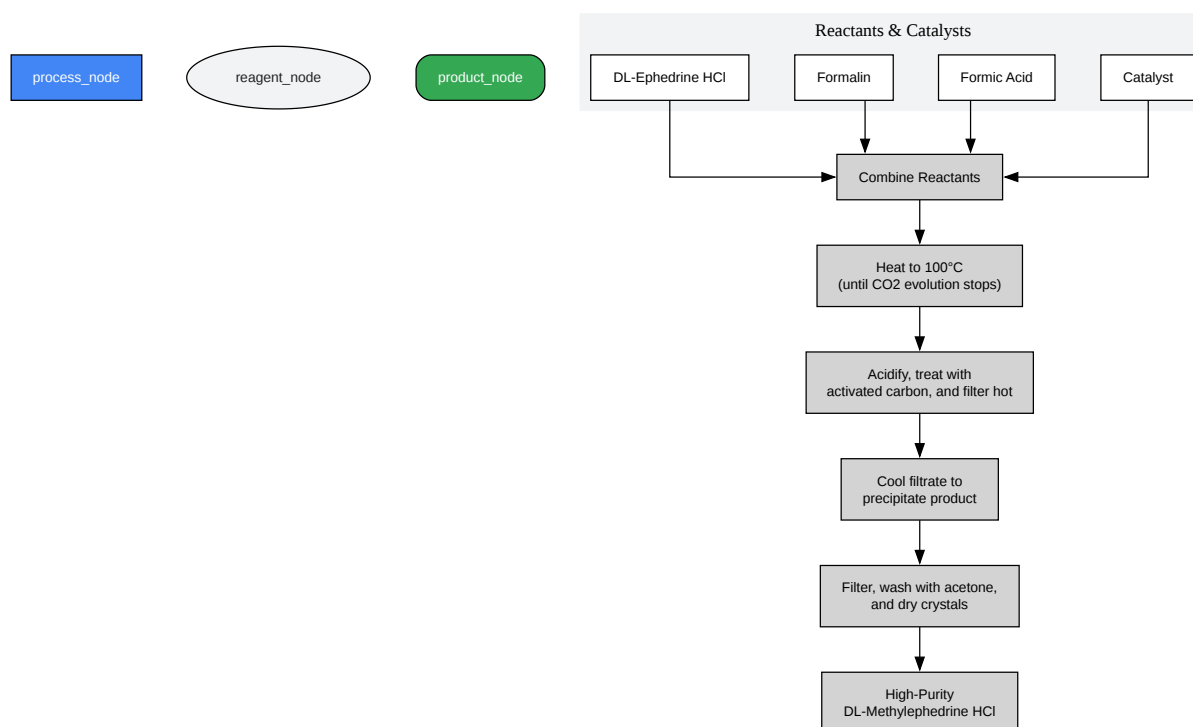 Reactants & Catalysts
process_node
reagent_node
product_node
DL-Ephedrine HCl
Formalin
Formic Acid
Catalyst
Combine Reactants
Heat to 100°C
(until CO2 evolution stops)
Acidify, treat with
activated carbon, and filter hot
Cool filtrate to
precipitate product
Filter, wash with acetone,
and dry crystals
High-Purity
DL-Methylephedrine HCl